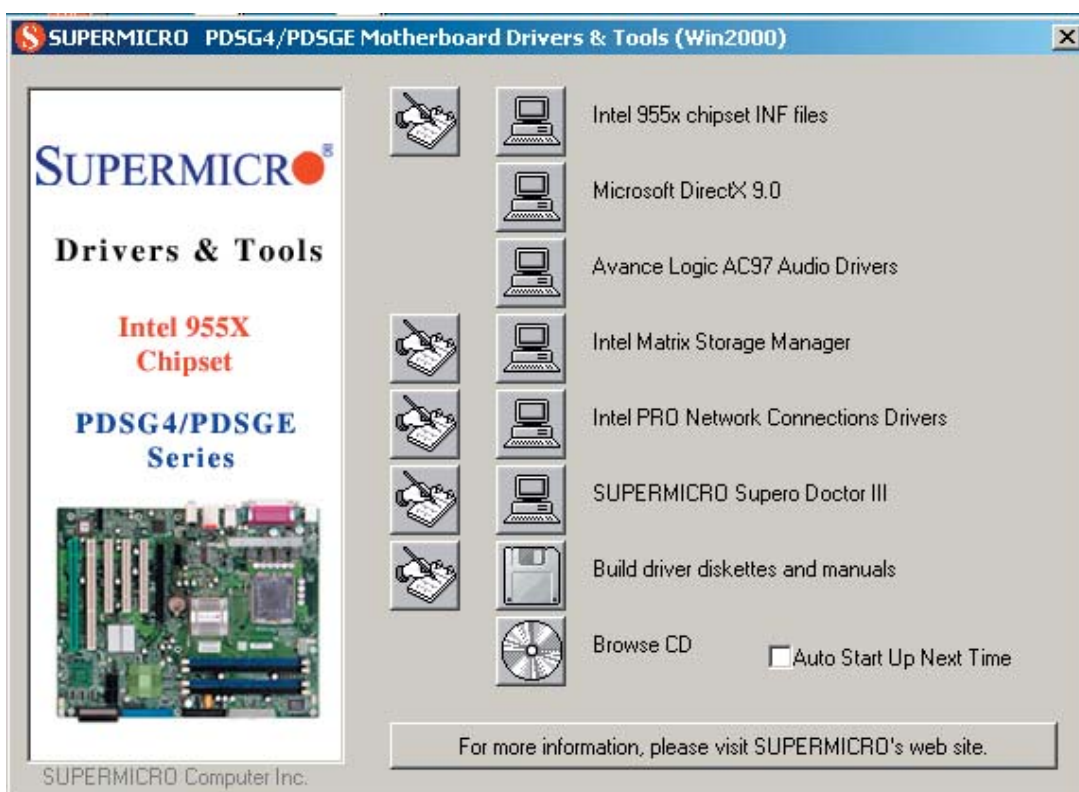 SUPERMICRO PDSG4/PDSGE Motherboard Drivers & Tools (Win2000)
SUPERMICRO®
Drivers & Tools
Intel 955X
Chipset
PDSG4/PDSGE
Series
SUPERMICRO Computer Inc.
Intel 955x chipset INF files
Microsoft DirectX 9.0
Avance Logic AC97 Audio Drivers
Intel Matrix Storage Manager
Intel PRO Network Connections Drivers
SUPERMICRO Supero Doctor III
Build driver diskettes and manuals
Browse CD
Auto Start Up Next Time
For more information, please visit SUPERMICRO's web site.